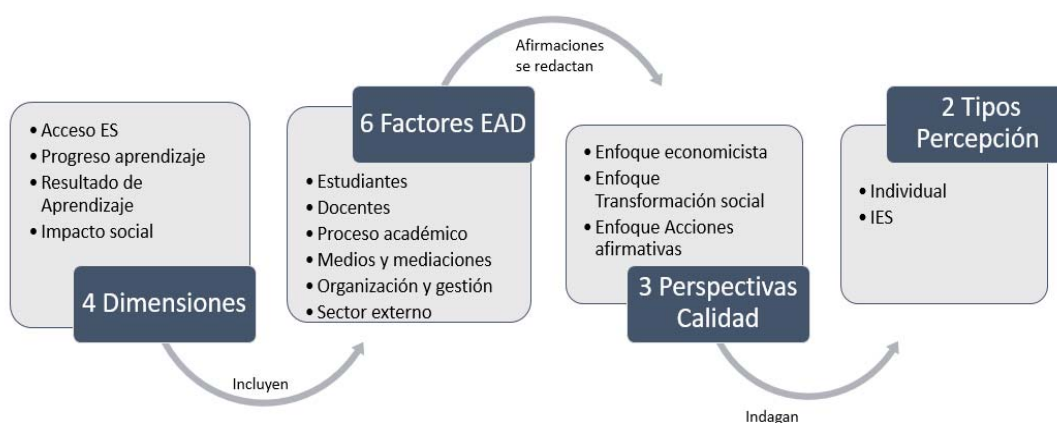 Afirmaciones
se redactan
• Acceso ES
• Progreso aprendizaje
• Resultado de
Aprendizaje
• Impacto social
4 Dimensiones
Incluyen
6 Factores EAD
• Estudiantes
• Docentes
• Proceso académico
• Medios y mediaciones
• Organización y gestión
• Sector externo
• Enfoque economicista
• Enfoque
Transformación social
• Enfoque Acciones
afirmativas
3 Perspectivas
Calidad
Indagan
2 Tipos
Percepción
• Individual
• IES